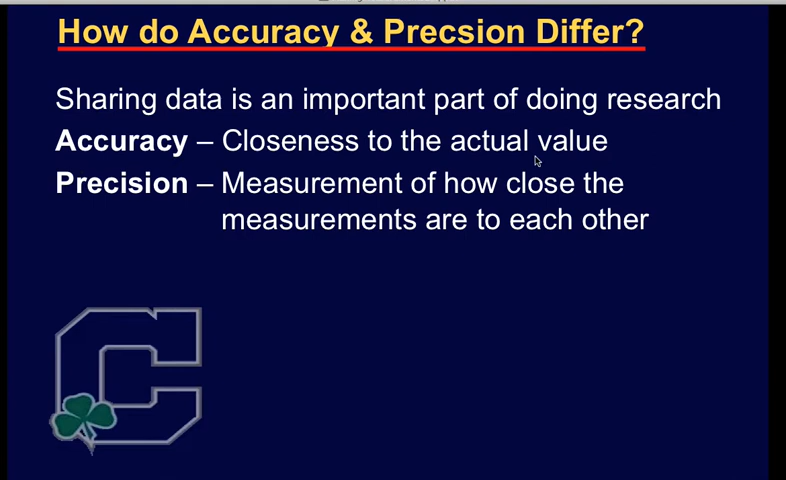 How do Accuracy & Precsion Differ?
Sharing data is an important part of doing research
Accuracy – Closeness to the actual value
Precision – Measurement of how close the
measurements are to each other
C